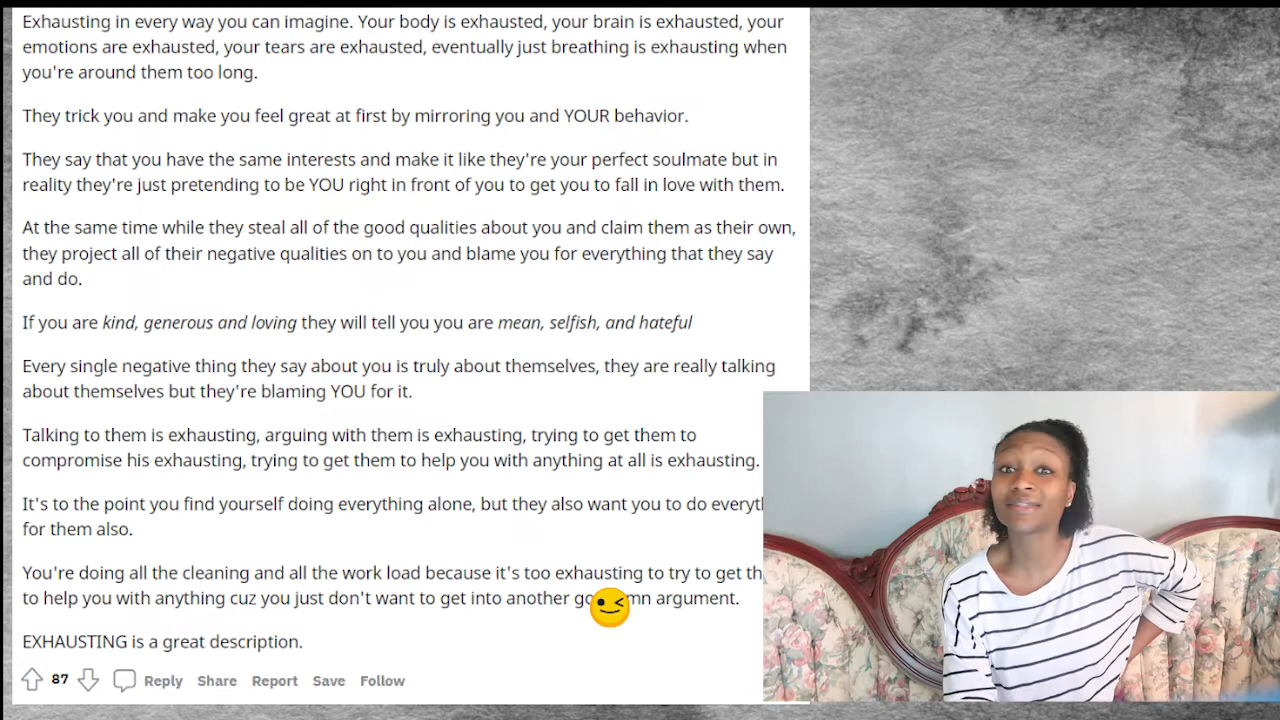 Exhausting in every way you can imagine. Your body is exhausted, your brain is exhausted, your
emotions are exhausted, your tears are exhausted, eventually just breathing is exhausting when
you're around them too long.
They trick you and make you feel great at first by mirroring you and YOUR behavior.
They say that you have the same interests and make it like they're your perfect soulmate but in
reality they're just pretending to be YOU right in front of you to get you to fall in love with them.
At the same time while they steal all of the good qualities about you and claim them as their own,
they project all of their negative qualities on to you and blame you for everything that they say
and do.
If you are kind, generous and loving they will tell you you are mean, selfish, and hateful
Every single negative thing they say about you is truly about themselves, they are really talking
about themselves but they're blaming YOU for it.
Talking to them is exhausting, arguing with them is exhausting, trying to get them to
compromise his exhausting, trying to get them to help you with anything at all is exhausting.
It's to the point you find yourself doing everything alone, but they also want you to do
for them also.
You're doing all the cleaning and all the work load because it's too exhausting to try to get
to help you with anything cuz you just don't want to get into another argument.
EXHAUSTING is a great description.
87 Reply Share Report Save Follow